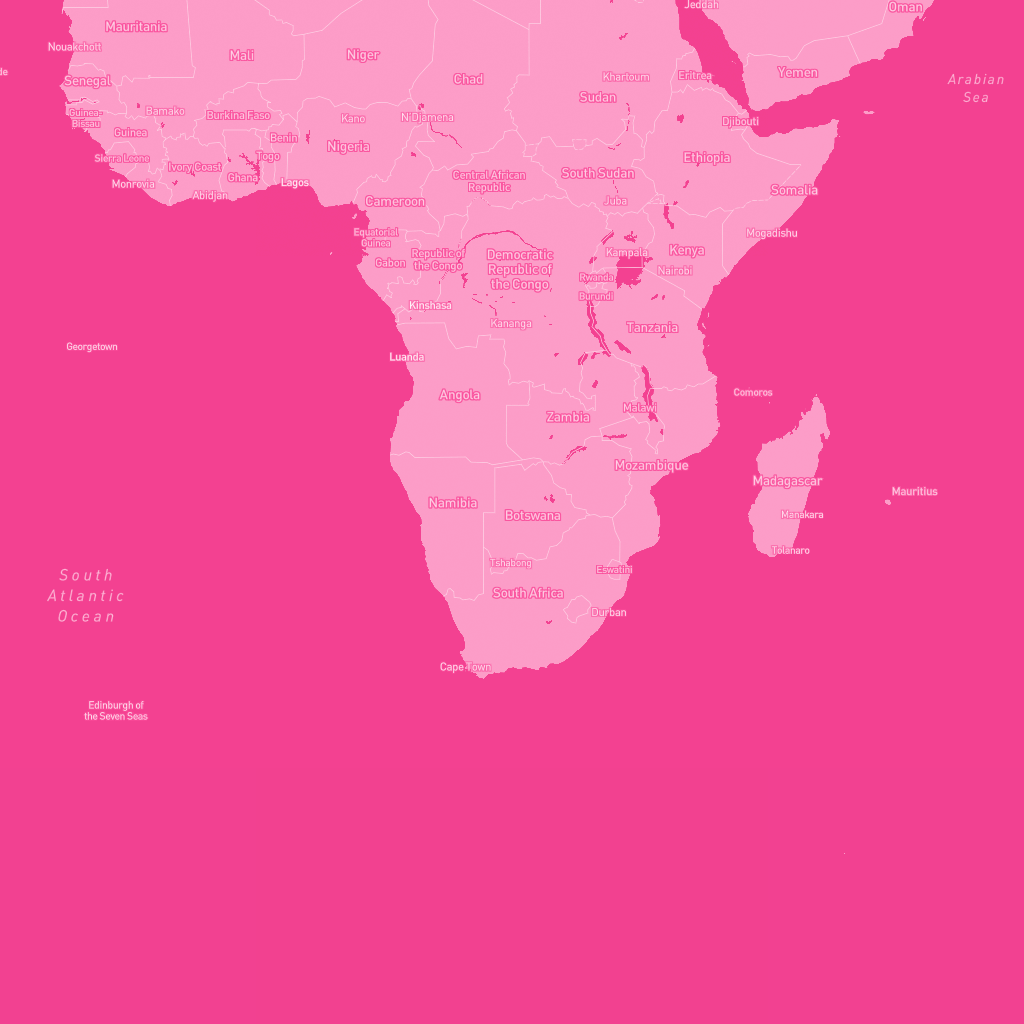 Jeddah
Oman
Mauritania
Nouakchott
Mali
Niger
Chad
Khartoum
Eritrea
Yemen
Arabian
Sea
de
Senegal
Sudan
Guinea-
Bissau
Bamako
Burkina Faso
Kano
N'Djamena
Djibouti
Guinea
Benin
Nigeria
Sierra Leone
Togo
Ethiopia
Ivory Coast
Ghana
Central African
Republic
South Sudan
Monrovia
Lagos
Abidjan
Somalia
Cameroon
Juba
Equatorial
Guinea
Mogadishu
Gabon
Republic of
the Congo
Democratic
Republic of
the Congo
Kampala
Kenya
Nairobi
Rwanda
Burundi
Kinshasa
Kananga
Tanzania
Georgetown
Luanda
Angola
Comoros
Zambia
Malawi
Mozambique
Madagascar
Mauritius
Namibia
Botswana
Manakara
Tolanaro
Tshabong
Eswatini
South
Atlantic
Ocean
South Africa
Durban
Cape Town
Edinburgh of
the Seven Seas